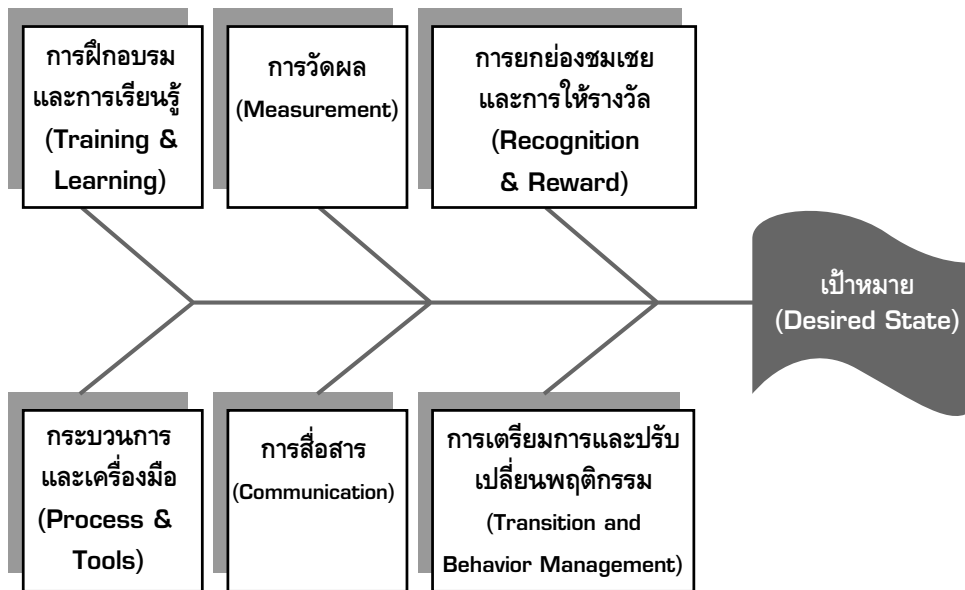 การฝึกอบรม
และการเรียนรู้
(Training &
Learning)
การวัดผล
(Measurement)
การยกย่องชมเชย
และการให้รางวัล
(Recognition
& Reward)
เป้าหมาย
(Desired State)
กระบวนการ
และเครื่องมือ
(Process &
Tools)
การสื่อสาร
(Communication)
การเตรียมการและปรับ
เปลี่ยนพฤติกรรม
(Transition and
Behavior Management)